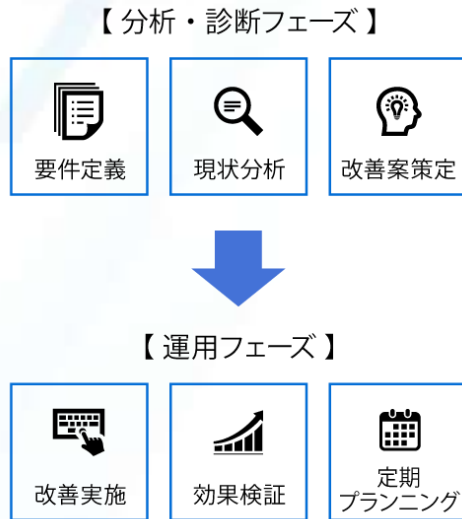 【 分析・診断フェーズ 】
要件定義
現状分析
改善案策定
【 運用フェーズ 】
改善実施
効果検証
定期
プランニング